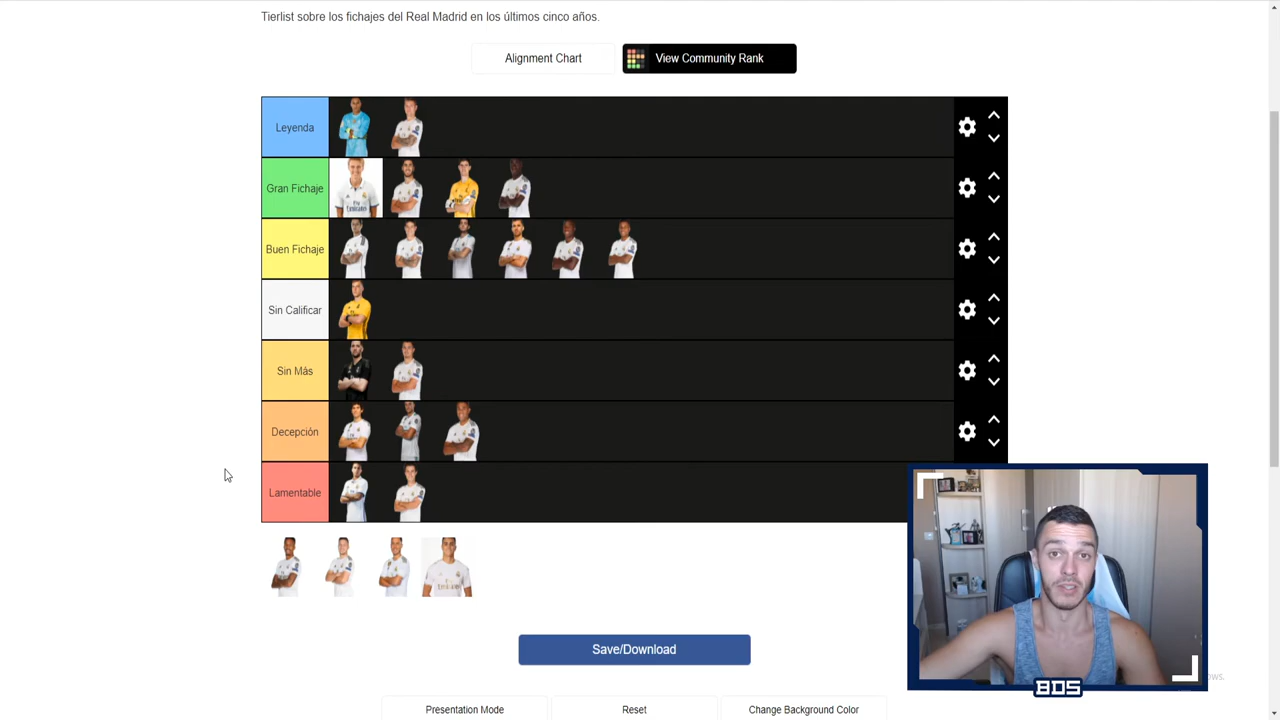 Tierlist sobre los fichajes del Real Madrid en los últimos cinco años.
Alignment Chart
View Community Rank
Leyenda
Gran Fichaje
Buen Fichaje
Sin Calificar
Sin Más
Decepción
Lamentable
Save/Download
BDS
Presentation Mode
Reset
Change Background Color